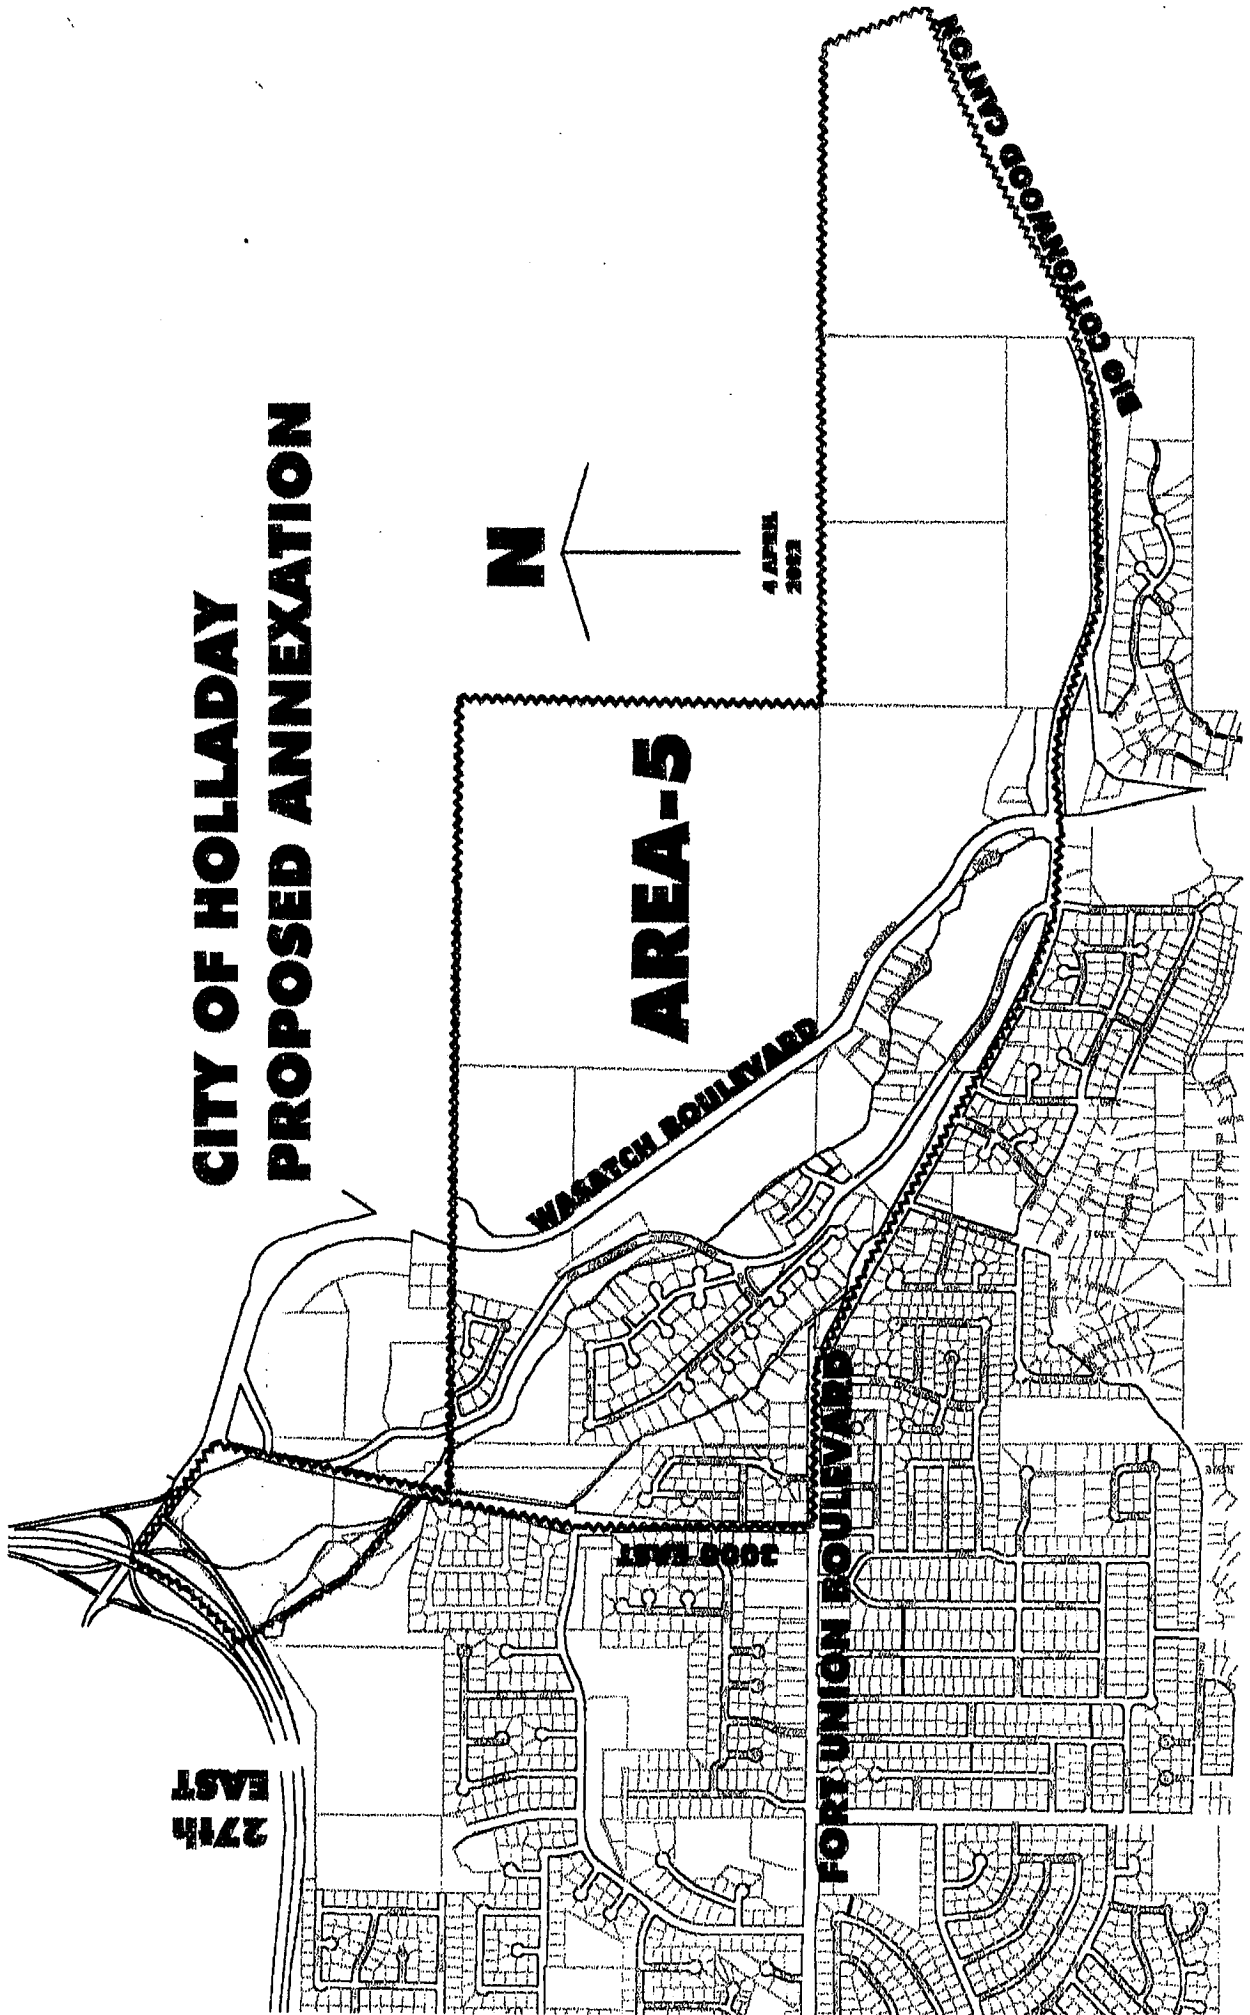 CITY OF HOLLADAY
PROPOSED ANNEXATION
N
4 APRIL
AREA-5
WASATCH BOULEVARD
BIG COTTONWOOD CANYON
3000 EAST
FORT UNION BOULEVARD
27th
EAST